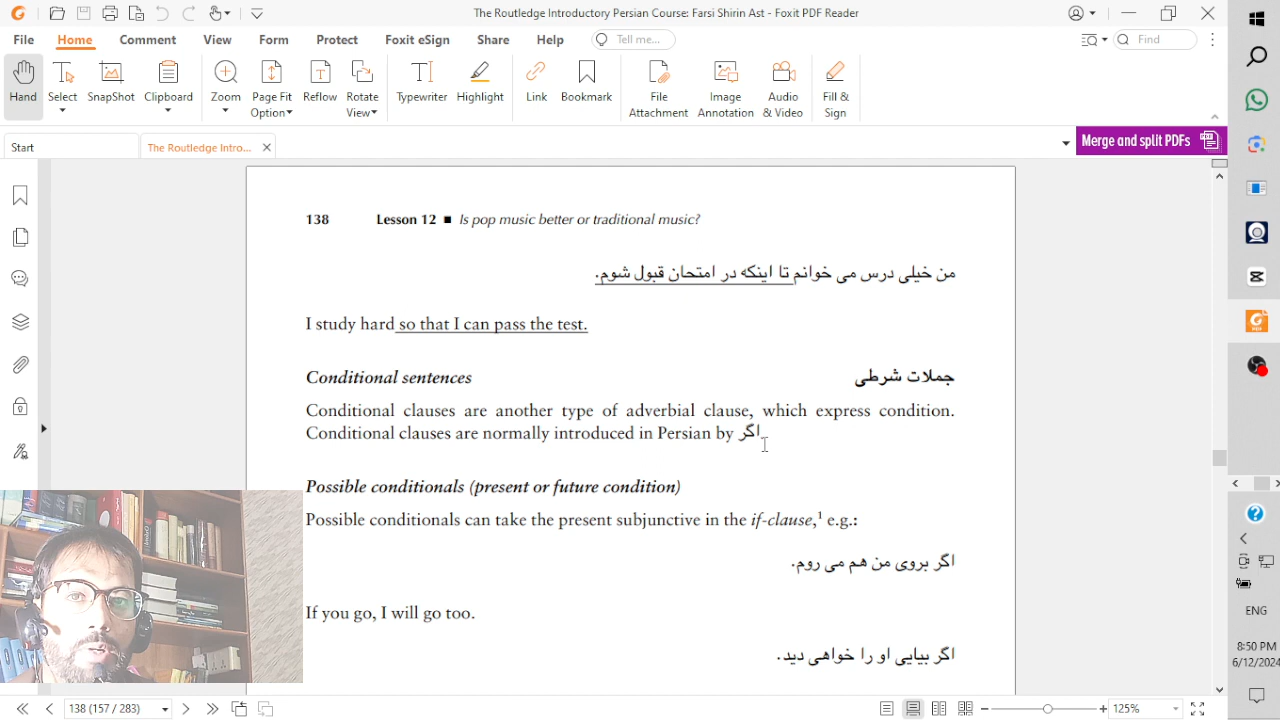 The Routledge Introductory Persian Course: Farsi Shirin Ast - Foxit PDF Reader
File Home Comment View Form Protect Foxit eSign Share Help Tell me... Find
Hand Select SnapShot Clipboard Zoom Page Fit Option Reflow Rotate View Typewriter Highlight Link Bookmark File Attachment Image Annotation Audio & Video Fill & Sign
Start The Routledge Intro... Merge and split PDFs
138 Lesson 12 ■ Is pop music better or traditional music?
من خیلی درس می خوانم تا اینکه در امتحان قبول شوم.
I study hard so that I can pass the test.
Conditional sentences جملات شرطی
Conditional clauses are another type of adverbial clause, which express condition.
Conditional clauses are normally introduced in Persian by اگر.
Possible conditionals (present or future condition)
Possible conditionals can take the present subjunctive in the if-clause,1 e.g.:
اگر بروی من هم می روم.
If you go, I will go too.
اگر بیایی او را خواهی دید.
138 (157 / 283) 125%
ENG
8:50 PM
6/12/2024